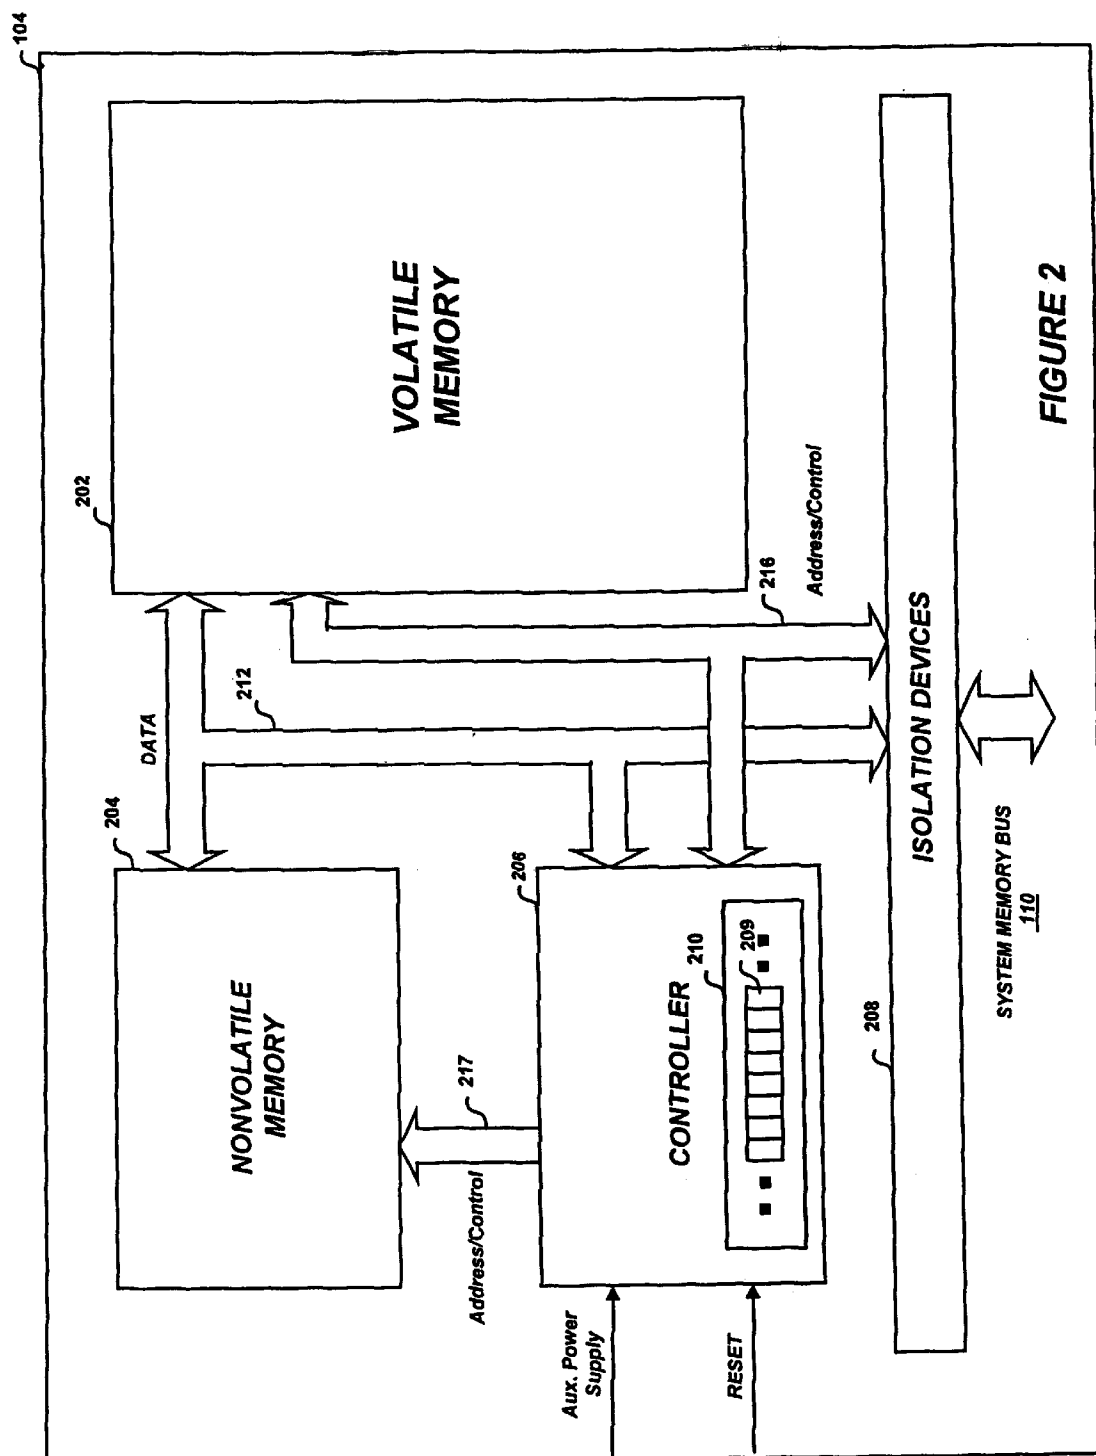 104
202
VOLATILE
MEMORY
204
NONVOLATILE
MEMORY
DATA
212
216
Address/Control
217
Address/Control
206
CONTROLLER
210
209
Aux. Power
Supply
RESET
208
ISOLATION DEVICES
SYSTEM MEMORY BUS
110
FIGURE 2